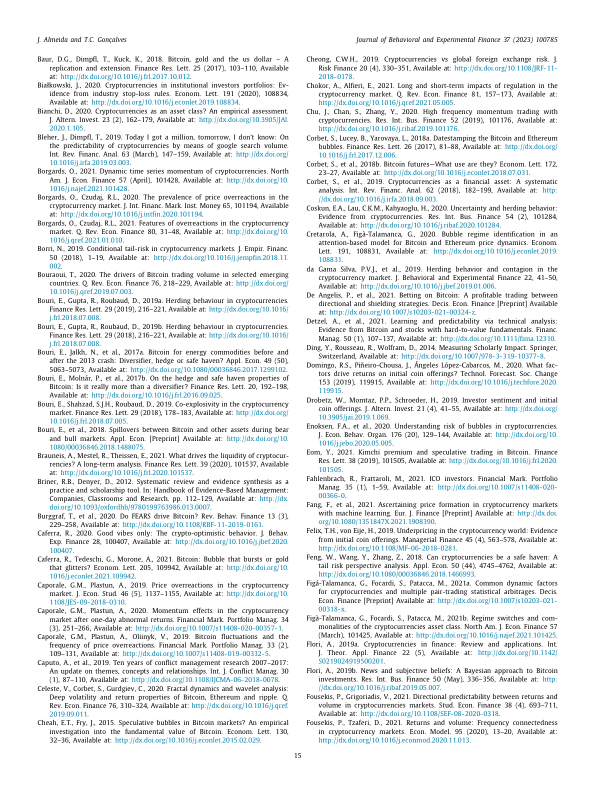 J. Almeida and T.C. Gonçalves
Journal of Behavioral and Experimental Finance 37 (2023) 100785
Baur, D.G., Dimpfl, T., Kuck, K., 2018. Bitcoin, gold and the us dollar – A
replication and extension. Finance Res. Lett. 25 (2017), 103–110, Available
at: http://dx.doi.org/10.1016/j.frl.2017.10.012.
Białkowski, J., 2020. Cryptocurrencies in institutional investors portfolios: Ev-
idence from industry stop-loss rules. Econom. Lett. 191 (2020), 108834,
Available at: http://dx.doi.org/10.1016/j.econlet.2019.108834.
Bianchi, D., 2020. Cryptocurrencies as an asset class? An empirical assessment.
J. Altern. Invest. 23 (2), 162–179, Available at: http://dx.doi.org/10.3905/JAI.
2020.1.105.
Bleher, J., Dimpfl, T., 2019. Today I got a million, tomorrow, I don't know: On
the predictability of cryptocurrencies by means of google search volume.
Int. Rev. Financ. Anal. 63 (March), 147–159, Available at: http://dx.doi.org/
10.1016/j.irfa.2019.03.003.
Borgards, O., 2021. Dynamic time series momentum of cryptocurrencies. North
Am. J. Econ. Finance 57 (April), 101428, Available at: http://dx.doi.org/10.
1016/j.najef.2021.101428.
Borgards, O., Czudaj, R.L., 2020. The prevalence of price overreactions in the
cryptocurrency market. J. Int. Financ. Mark. Inst. Money 65, 101194, Available
at: http://dx.doi.org/10.1016/j.intfin.2020.101194.
Borgards, O., Czudaj, R.L., 2021. Features of overreactions in the cryptocurrency
market. Q. Rev. Econ. Finance 80, 31–48, Available at: http://dx.doi.org/10.
1016/j.qref.2021.01.010.
Borri, N., 2019. Conditional tail-risk in cryptocurrency markets. J. Empir. Financ.
50 (2018), 1–19, Available at: http://dx.doi.org/10.1016/j.jempfin.2018.11.
002.
Bouraoui, T., 2020. The drivers of Bitcoin trading volume in selected emerging
countries. Q. Rev. Econ. Finance 76, 218–229, Available at: http://dx.doi.org/
10.1016/j.qref.2019.07.003.
Bouri, E., Gupta, R., Roubaud, D., 2019a. Herding behaviour in cryptocurrencies.
Finance Res. Lett. 29 (2019), 216–221, Available at: http://dx.doi.org/10.1016/
j.frl.2018.07.008.
Bouri, E., Gupta, R., Roubaud, D., 2019b. Herding behaviour in cryptocurrencies.
Finance Res. Lett. 29 (2018), 216–221, Available at: http://dx.doi.org/10.1016/
j.frl.2018.07.008.
Bouri, E., Jalkh, N., et al., 2017a. Bitcoin for energy commodities before and
after the 2013 crash: Diversifier, hedge or safe haven? Appl. Econ. 49 (50),
5063–5073, Available at: http://dx.doi.org/10.1080/00036846.2017.1299102.
Bouri, E., Molnár, P., et al., 2017b. On the hedge and safe haven properties of
Bitcoin: Is it really more than a diversifier? Finance Res. Lett. 20, 192–198,
Available at: http://dx.doi.org/10.1016/j.frl.2016.09.025.
Bouri, E., Shahzad, S.J.H., Roubaud, D., 2019. Co-explosivity in the cryptocurrency
market. Finance Res. Lett. 29 (2018), 178–183, Available at: http://dx.doi.org/
10.1016/j.frl.2018.07.005.
Bouri, E., et al., 2018. Spillovers between Bitcoin and other assets during bear
and bull markets. Appl. Econ. [Preprint] Available at: http://dx.doi.org/10.
1080/00036846.2018.1488075.
Brauneis, A., Mestel, R., Theissen, E., 2021. What drives the liquidity of cryptocur-
rencies? A long-term analysis. Finance Res. Lett. 39 (2020), 101537, Available
at: http://dx.doi.org/10.1016/j.frl.2020.101537.
Briner, R.B., Denyer, D., 2012. Systematic review and evidence synthesis as a
practice and scholarship tool. In: Handbook of Evidence-Based Management:
Companies, Classrooms and Research. pp. 112–129, Available at: http://dx.
doi.org/10.1093/oxfordhb/9780199763986.013.0007.
Burggraf, T., et al., 2020. Do FEARS drive Bitcoin? Rev. Behav. Finance 13 (3),
229–258, Available at: http://dx.doi.org/10.1108/RBF-11-2019-0161.
Caferra, R., 2020. Good vibes only: The crypto-optimistic behavior. J. Behav.
Exp. Finance 28, 100407, Available at: http://dx.doi.org/10.1016/j.jbef.2020.
100407.
Caferra, R., Tedeschi, G., Morone, A., 2021. Bitcoin: Bubble that bursts or gold
that glitters? Econom. Lett. 205, 109942, Available at: http://dx.doi.org/10.
1016/j.econlet.2021.109942.
Caporale, G.M., Plastun, A., 2019. Price overreactions in the cryptocurrency
market. J. Econ. Stud. 46 (5), 1137–1155, Available at: http://dx.doi.org/10.
1108/JES-09-2018-0310.
Caporale, G.M., Plastun, A., 2020. Momentum effects in the cryptocurrency
market after one-day abnormal returns. Financial Mark. Portfolio Manag. 34
(3), 251–266, Available at: http://dx.doi.org/10.1007/s11408-020-00357-1.
Caporale, G.M., Plastun, A., Oliinyk, V., 2019. Bitcoin fluctuations and the
frequency of price overreactions. Financial Mark. Portfolio Manag. 33 (2),
109–131, Available at: http://dx.doi.org/10.1007/s11408-019-00332-5.
Caputo, A., et al., 2019. Ten years of conflict management research 2007–2017:
An update on themes, concepts and relationships. Int. J. Conflict Manag. 30
(1), 87–110, Available at: http://dx.doi.org/10.1108/IJCMA-06-2018-0078.
Celeste, V., Corbet, S., Gurdgiev, C., 2020. Fractal dynamics and wavelet analysis:
Deep volatility and return properties of Bitcoin, Ethereum and ripple. Q.
Rev. Econ. Finance 76, 310–324, Available at: http://dx.doi.org/10.1016/j.qref.
2019.09.011.
Cheah, E.T., Fry, J., 2015. Speculative bubbles in Bitcoin markets? An empirical
investigation into the fundamental value of Bitcoin. Econom. Lett. 130,
32–36, Available at: http://dx.doi.org/10.1016/j.econlet.2015.02.029.
Cheong, C.W.H., 2019. Cryptocurrencies vs global foreign exchange risk. J.
Risk Finance 20 (4), 330–351, Available at: http://dx.doi.org/10.1108/JRF-11-
2018-0178.
Chokor, A., Alfieri, E., 2021. Long and short-term impacts of regulation in the
cryptocurrency market. Q. Rev. Econ. Finance 81, 157–173, Available at:
http://dx.doi.org/10.1016/j.qref.2021.05.005.
Chu, J., Chan, S., Zhang, Y., 2020. High frequency momentum trading with
cryptocurrencies. Res. Int. Bus. Finance 52 (2019), 101176, Available at:
http://dx.doi.org/10.1016/j.ribaf.2019.101176.
Corbet, S., Lucey, B., Yarovaya, L., 2018a. Datestamping the Bitcoin and Ethereum
bubbles. Finance Res. Lett. 26 (2017), 81–88, Available at: http://dx.doi.org/
10.1016/j.frl.2017.12.006.
Corbet, S., et al., 2018b. Bitcoin futures—What use are they? Econom. Lett. 172,
23–27, Available at: http://dx.doi.org/10.1016/j.econlet.2018.07.031.
Corbet, S., et al., 2019. Cryptocurrencies as a financial asset: A systematic
analysis. Int. Rev. Financ. Anal. 62 (2018), 182–199, Available at: http:
//dx.doi.org/10.1016/j.irfa.2018.09.003.
Coskun, E.A., Lau, C.K.M., Kahyaoglu, H., 2020. Uncertainty and herding behavior:
Evidence from cryptocurrencies. Res. Int. Bus. Finance 54 (2), 101284,
Available at: http://dx.doi.org/10.1016/j.ribaf.2020.101284.
Cretarola, A., Figà-Talamanca, G., 2020. Bubble regime identification in an
attention-based model for Bitcoin and Ethereum price dynamics. Econom.
Lett. 191, 108831, Available at: http://dx.doi.org/10.1016/j.econlet.2019.
108831.
da Gama Silva, P.V.J., et al., 2019. Herding behavior and contagion in the
cryptocurrency market. J. Behavioral and Experimental Finance 22, 41–50,
Available at: http://dx.doi.org/10.1016/j.jbef.2019.01.006.
De Angelis, P., et al., 2021. Betting on Bitcoin: A profitable trading between
directional and shielding strategies. Decis. Econ. Finance [Preprint] Available
at: http://dx.doi.org/10.1007/s10203-021-00324-z.
Detzel, A., et al., 2021. Learning and predictability via technical analysis:
Evidence from Bitcoin and stocks with hard-to-value fundamentals. Financ.
Manag. 50 (1), 107–137, Available at: http://dx.doi.org/10.1111/fima.12310.
Ding, Y., Rousseau, R., Wolfram, D., 2014. Measuring Scholarly Impact. Springer,
Switzerland, Available at: http://dx.doi.org/10.1007/978-3-319-10377-8.
Domingo, R.S., Piñeiro-Chousa, J., Ángeles López-Cabarcos, M., 2020. What fac-
tors drive returns on initial coin offerings? Technol. Forecast. Soc. Change
153 (2019), 119915, Available at: http://dx.doi.org/10.1016/j.techfore.2020.
119915.
Drobetz, W., Momtaz, P.P., Schroeder, H., 2019. Investor sentiment and initial
coin offerings. J. Altern. Invest. 21 (4), 41–55, Available at: http://dx.doi.org/
10.3905/jai.2019.1.069.
Enoksen, F.A., et al., 2020. Understanding risk of bubbles in cryptocurrencies.
J. Econ. Behav. Organ. 176 (20), 129–144, Available at: http://dx.doi.org/10.
1016/j.jebo.2020.05.005.
Eom, Y., 2021. Kimchi premium and speculative trading in Bitcoin. Finance
Res. Lett. 38 (2019), 101505, Available at: http://dx.doi.org/10.1016/j.frl.2020.
101505.
Fahlenbrach, R., Frattaroli, M., 2021. ICO investors. Financial Mark. Portfolio
Manag. 35 (1), 1–59, Available at: http://dx.doi.org/10.1007/s11408-020-
00366-0.
Fang, F., et al., 2021. Ascertaining price formation in cryptocurrency markets
with machine learning. Eur. J. Finance [Preprint] Available at: http://dx.doi.
org/10.1080/1351847X.2021.1908390.
Felix, T.H., von Eije, H., 2019. Underpricing in the cryptocurrency world: Evidence
from initial coin offerings. Managerial Finance 45 (4), 563–578, Available at:
http://dx.doi.org/10.1108/MF-06-2018-0281.
Feng, W., Wang, Y., Zhang, Z., 2018. Can cryptocurrencies be a safe haven: A
tail risk perspective analysis. Appl. Econ. 50 (44), 4745–4762, Available at:
http://dx.doi.org/10.1080/00036846.2018.1466993.
Figà-Talamanca, G., Focardi, S., Patacca, M., 2021a. Common dynamic factors
for cryptocurrencies and multiple pair-trading statistical arbitrages. Decis.
Econ. Finance [Preprint] Available at: http://dx.doi.org/10.1007/s10203-021-
00318-x.
Figà-Talamanca, G., Focardi, S., Patacca, M., 2021b. Regime switches and com-
monalities of the cryptocurrencies asset class. North Am. J. Econ. Finance 57
(March), 101425, Available at: http://dx.doi.org/10.1016/j.najef.2021.101425.
Flori, A., 2019a. Cryptocurrencies in finance: Review and applications. Int.
J. Theor. Appl. Finance 22 (5), Available at: http://dx.doi.org/10.1142/
S0219024919500201.
Flori, A., 2019b. News and subjective beliefs: A Bayesian approach to Bitcoin
investments. Res. Int. Bus. Finance 50 (May), 336–356, Available at: http:
//dx.doi.org/10.1016/j.ribaf.2019.05.007.
Fousekis, P., Grigoriadis, V., 2021. Directional predictability between returns and
volume in cryptocurrencies markets. Stud. Econ. Finance 38 (4), 693–711,
Available at: http://dx.doi.org/10.1108/SEF-08-2020-0318.
Fousekis, P., Tzaferi, D., 2021. Returns and volume: Frequency connectedness
in cryptocurrency markets. Econ. Model. 95 (2020), 13–20, Available at:
http://dx.doi.org/10.1016/j.econmod.2020.11.013.
15